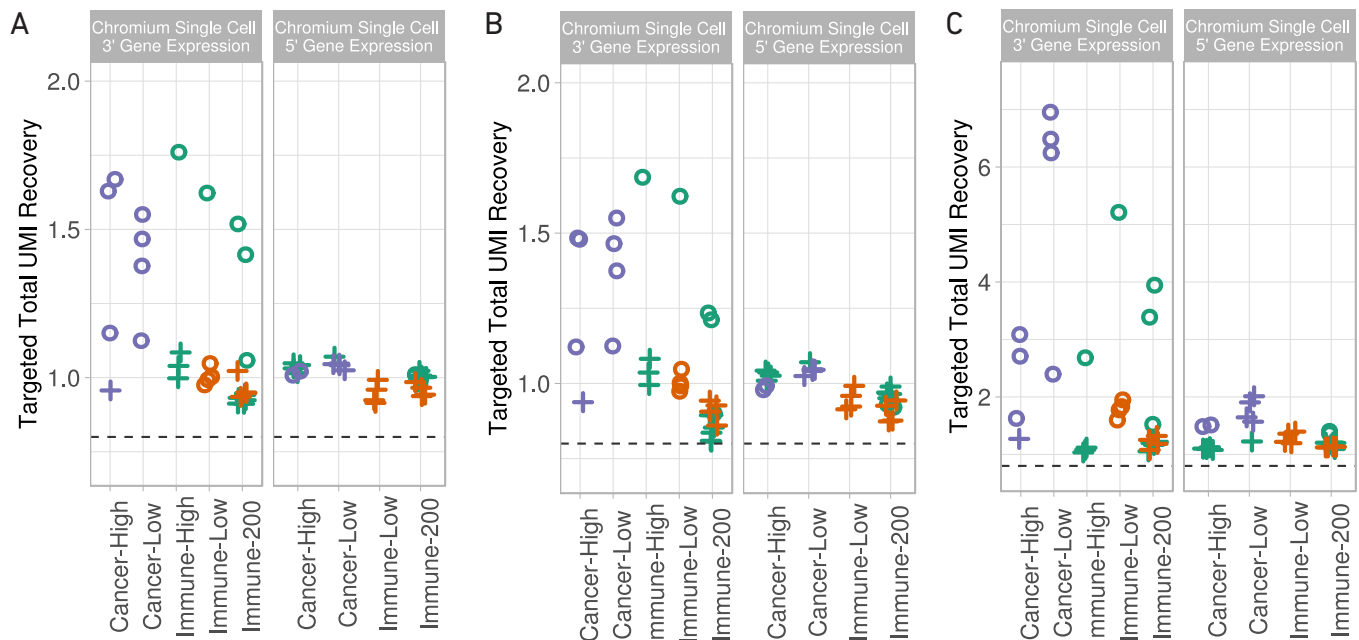 A
Chromium Single Cell
3' Gene Expression
Chromium Single Cell
5' Gene Expression
Targeted Total UMI Recovery
2.0
1.5
1.0
Cancer-High
Cancer-Low
Immune-High
Immune-Low
Immune-200
Cancer-High
Cancer-Low
Immune-Low
Immune-200
B
Chromium Single Cell
3' Gene Expression
Chromium Single Cell
5' Gene Expression
Targeted Total UMI Recovery
2.0
1.5
1.0
Cancer-High
Cancer-Low
mmune-High
Immune-Low
Immune-200
Cancer-High
Cancer-Low
Immune-Low
Immune-200
C
Chromium Single Cell
3' Gene Expression
Chromium Single Cell
5' Gene Expression
Targeted Total UMI Recovery
6
4
2
Cancer-High
Cancer-Low
mmune-High
Immune-Low
Immune-200
Cancer-High
Cancer-Low
Immune-Low
Immune-200